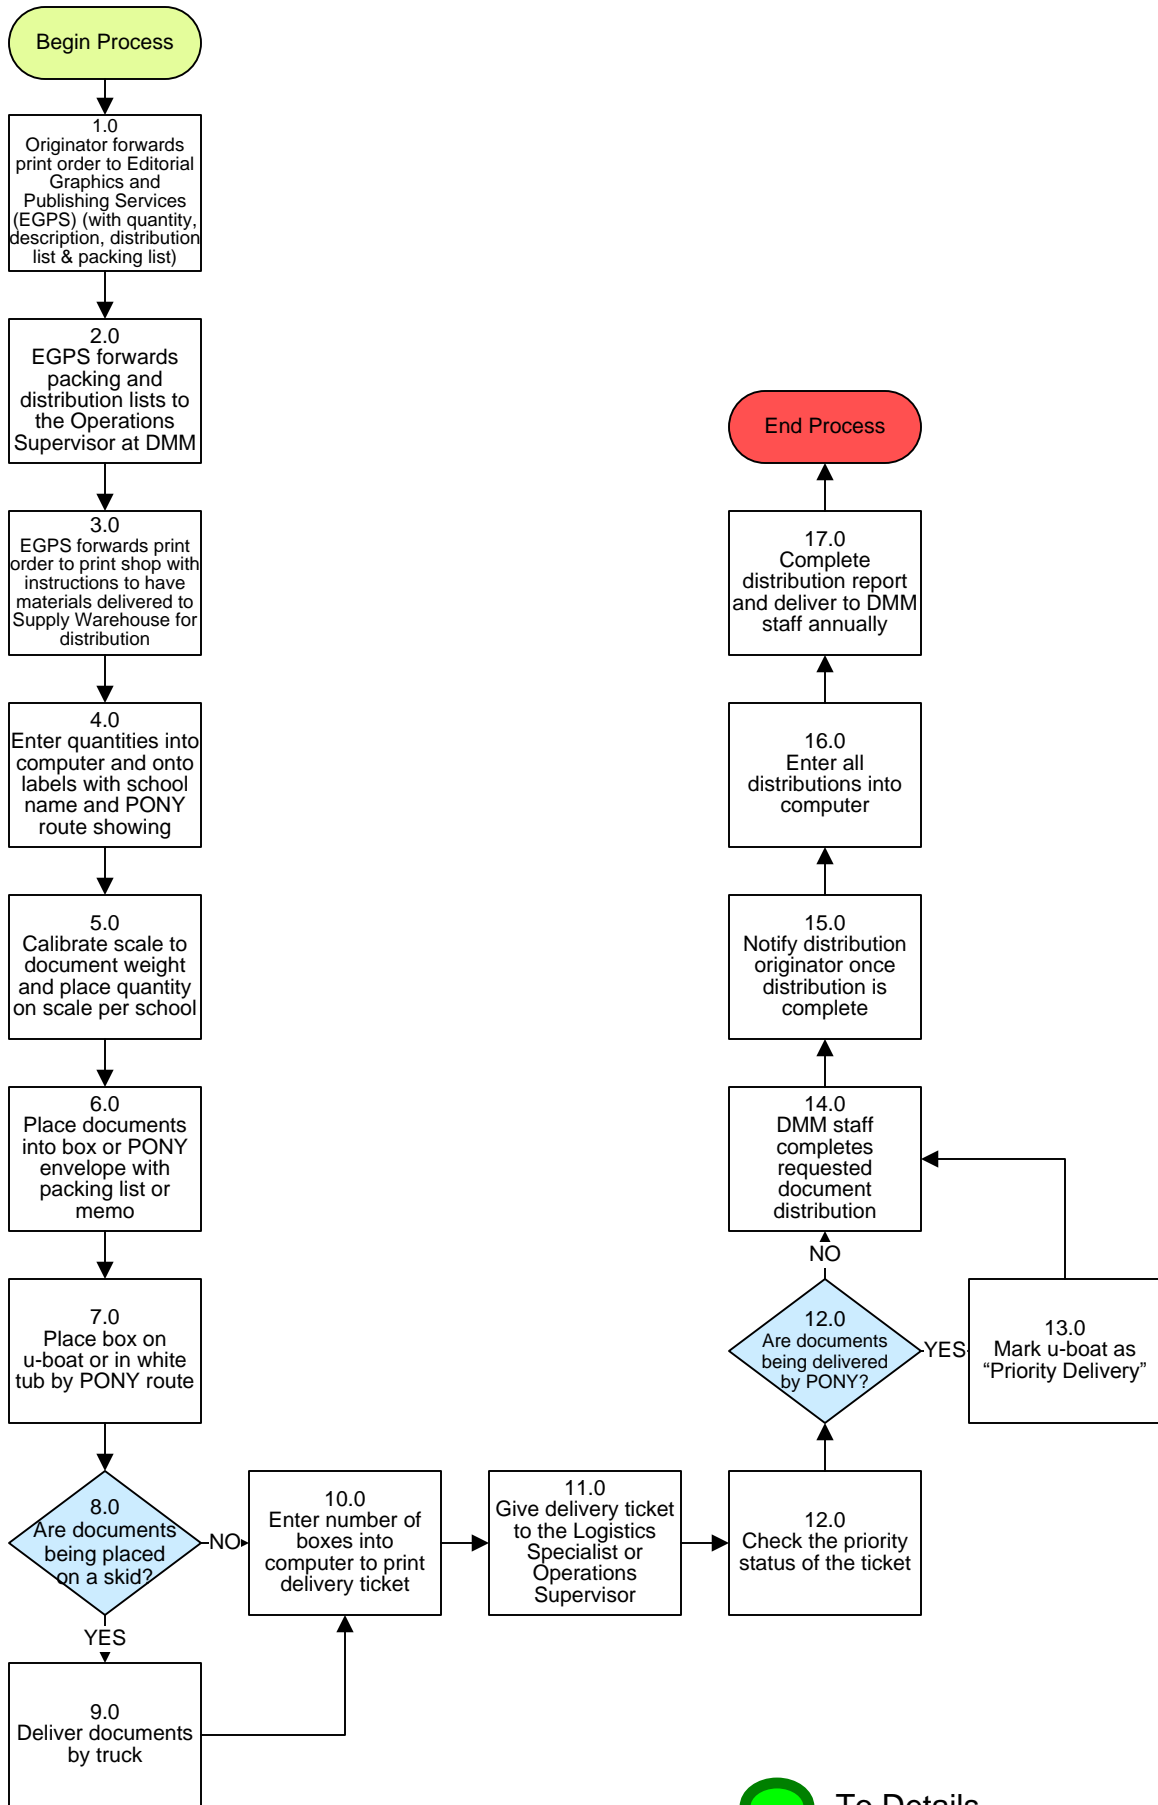 Begin Process
1.0
Originator forwards
print order to Editorial
Graphics and
Publishing Services
(EGPS) (with quantity,
description, distribution
list & packing list)
2.0
EGPS forwards
packing and
distribution lists to
the Operations
Supervisor at DMM
3.0
EGPS forwards print
order to print shop with
instructions to have
materials delivered to
Supply Warehouse for
distribution
4.0
Enter quantities into
computer and onto
labels with school
name and PONY
route showing
5.0
Calibrate scale to
document weight
and place quantity
on scale per school
6.0
Place documents
into box or PONY
envelope with
packing list or
memo
7.0
Place box on
u-boat or in white
tub by PONY route
8.0
Are documents
being placed
on a skid?
NO
YES
9.0
Deliver documents
by truck
10.0
Enter number of
boxes into
computer to print
delivery ticket
11.0
Give delivery ticket
to the Logistics
Specialist or
Operations
Supervisor
12.0
Check the priority
status of the ticket
12.0
Are documents
being delivered
by PONY?
YES
NO
13.0
Mark u-boat as
“Priority Delivery”
14.0
DMM staff
completes
requested
document
distribution
15.0
Notify distribution
originator once
distribution is
complete
16.0
Enter all
distributions into
computer
17.0
Complete
distribution report
and deliver to DMM
staff annually
End Process
To Details